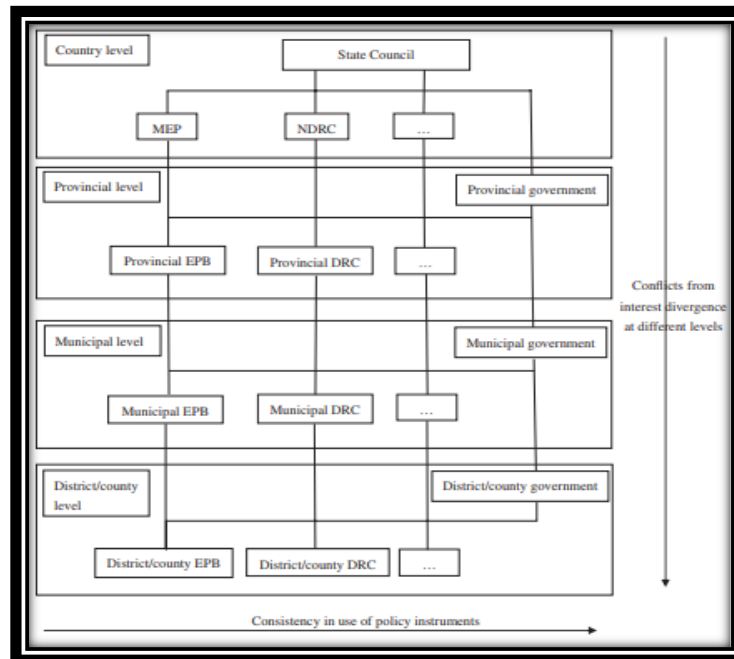 Country level
State Council
MEP
NDRC
...
Provincial level
Provincial government
Provincial EPB
Provincial DRC
...
Conflicts from
interest divergence
at different levels
Municipal level
Municipal government
Municipal EPB
Municipal DRC
...
District/county
level
District/county government
District/county EPB
District/county DRC
...
Consistency in use of policy instruments